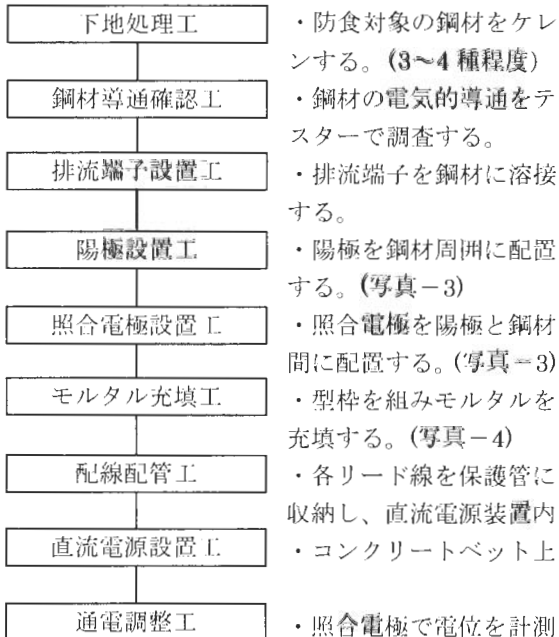 下地処理工
・防食対象の鋼材をケレ
ンする。(3〜4種程度)
鋼材導通確認工
・鋼材の電気的導通をテ
スターで調査する。
排流端子設置工
・排流端子を鋼材に溶接
する。
陽極設置工
・陽極を鋼材周囲に配置
する。(写真−3)
照合電極設置工
・照合電極を陽極と鋼材
間に配置する。(写真−3)
モルタル充填工
・型枠を組みモルタルを
充填する。(写真−4)
配線配管工
・各リード線を保護管に
収納し、直流電源装置内
直流電源設置工
・コンクリートベット上
通電調整工
・照合電極で電位を計測